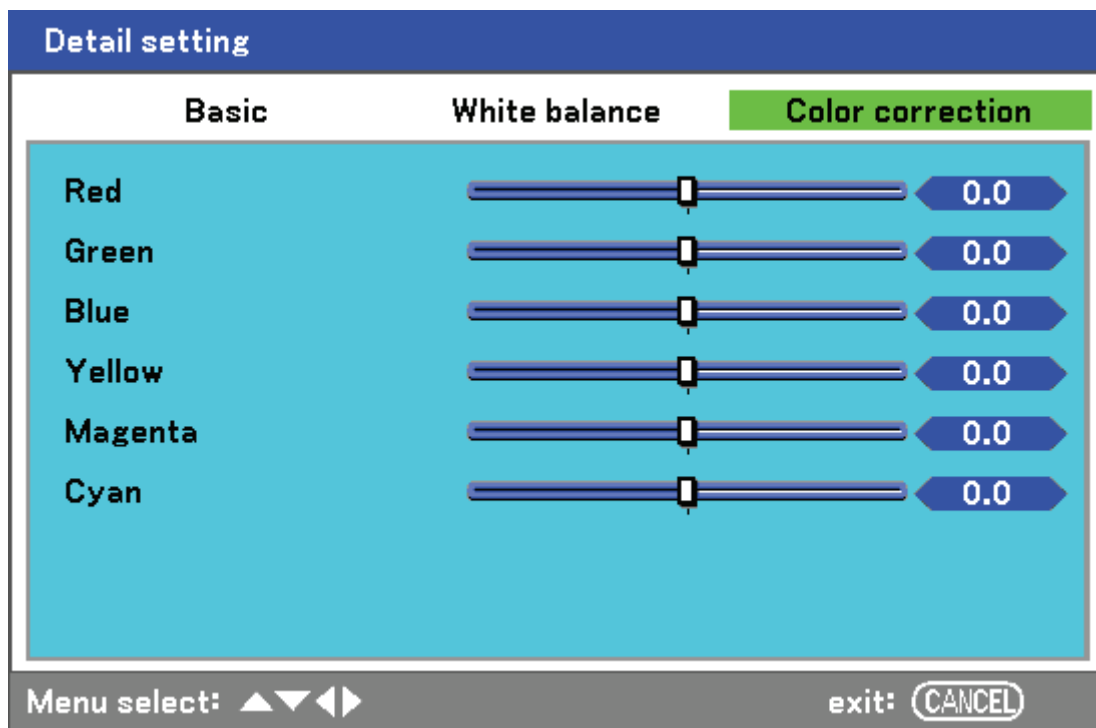 Detail setting
Basic White balance Color correction
Red 0.0
Green 0.0
Blue 0.0
Yellow 0.0
Magenta 0.0
Cyan 0.0
Menu select: ▲▼◀▶ exit: CANCEL